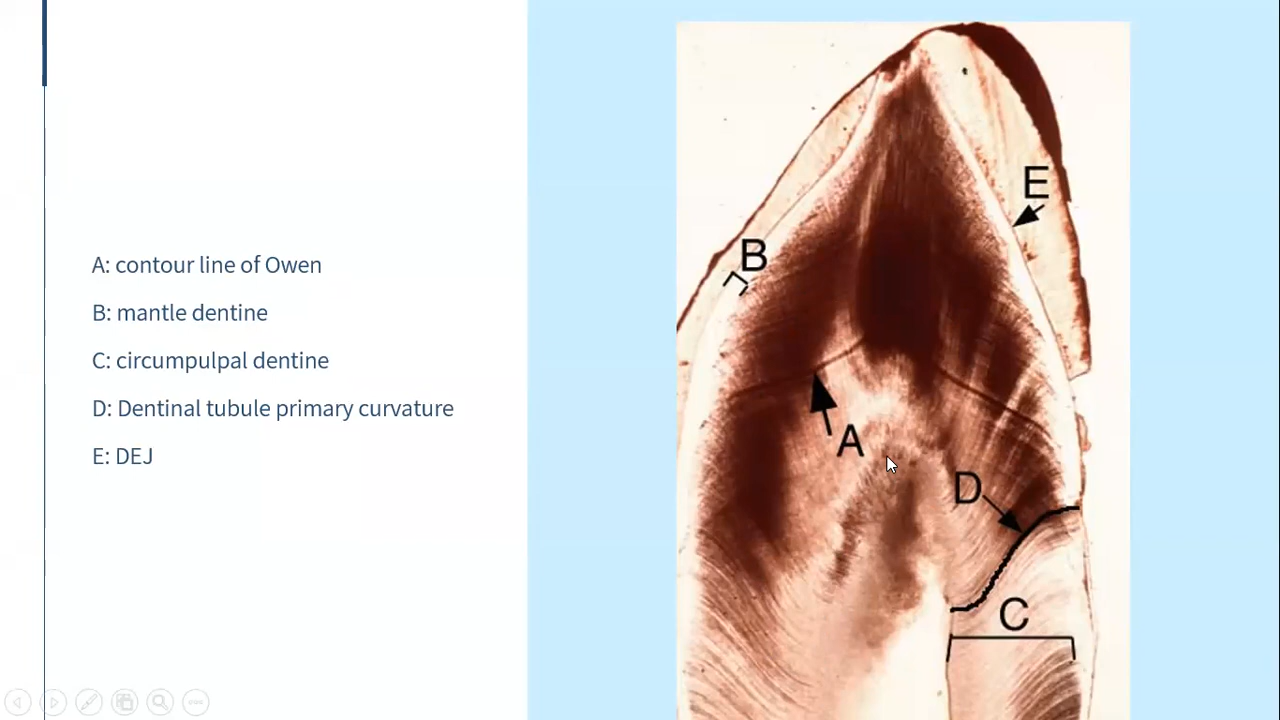 A: contour line of Owen
B: mantle dentine
C: circumpulpal dentine
D: Dentinal tubule primary curvature
E: DEJ
E
B
A
D
C